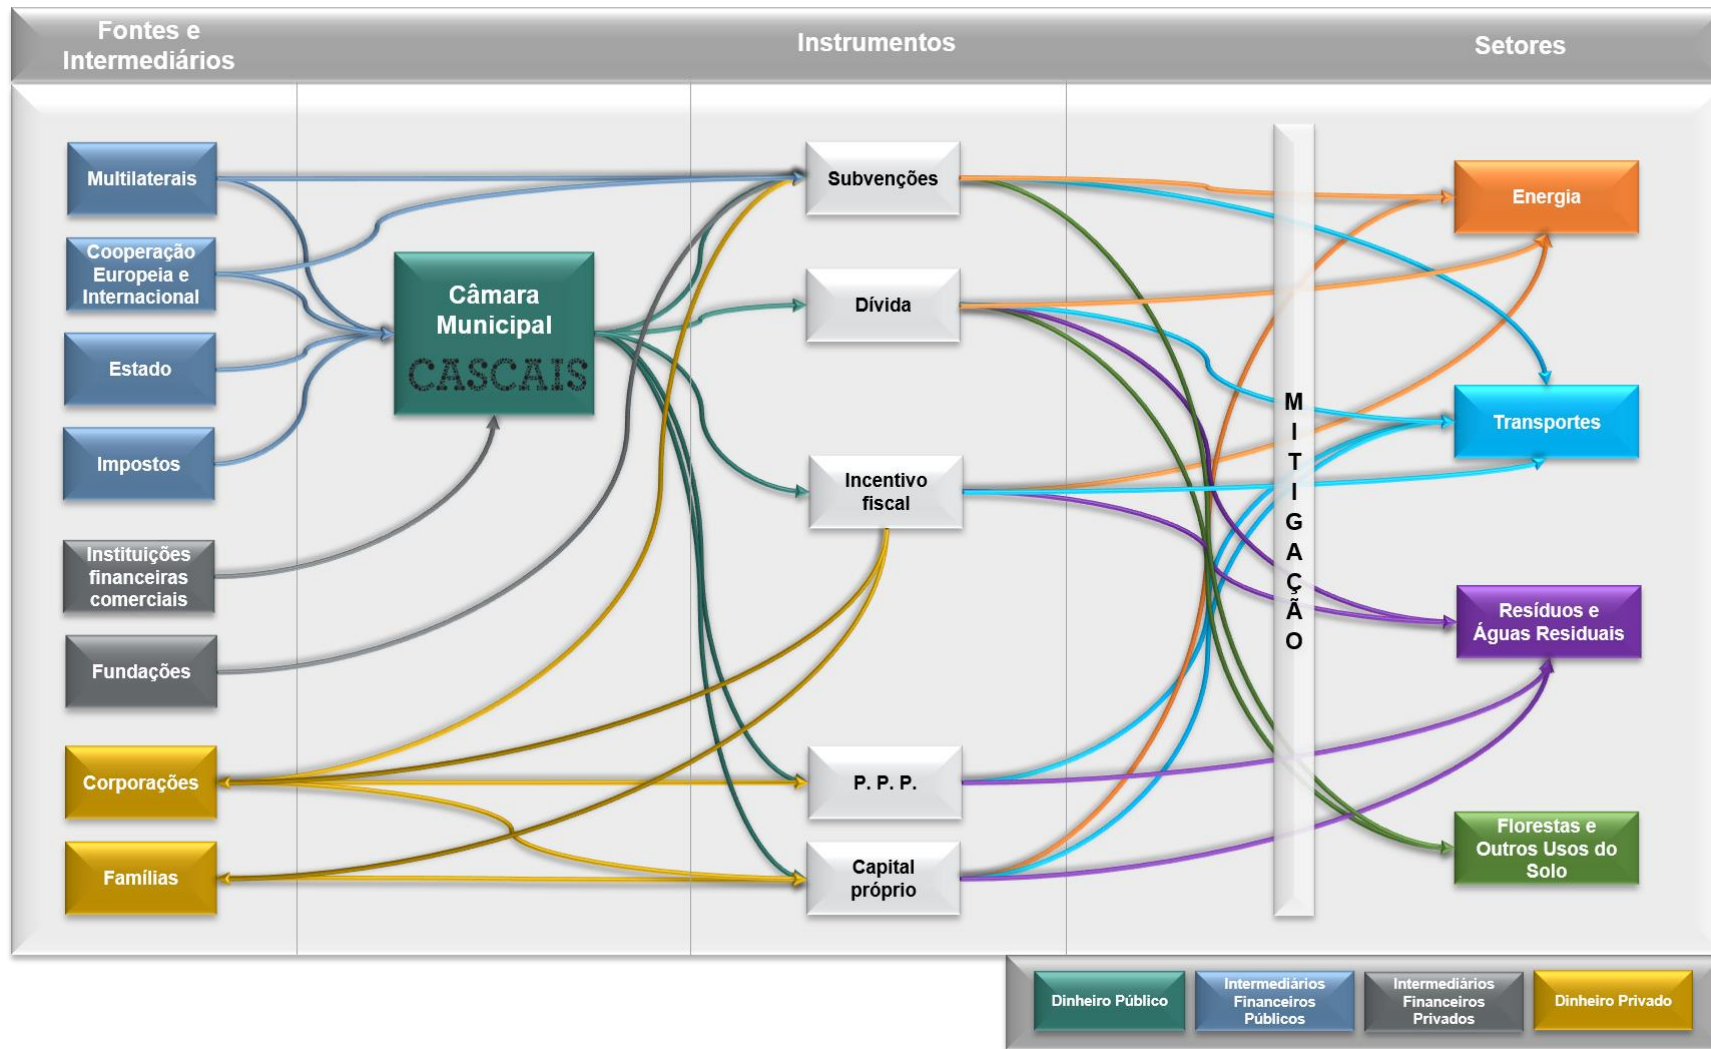 Fontes e
Intermediários
Instrumentos
Setores
Multilaterais
Cooperação
Europeia e
Internacional
Estado
Impostos
Instituições
financeiras
comerciais
Fundações
Corporações
Famílias
Câmara
Municipal
CASCAIS
Subvenções
Dívida
Incentivo
fiscal
P. P. P.
Capital
próprio
M
I
T
I
G
A
Ç
Ã
O
Energia
Transportes
Resíduos e
Águas Residuais
Florestas e
Outros Usos do
Solo
Dinheiro Público
Intermediários
Financeiros
Públicos
Intermediários
Financeiros
Privados
Dinheiro Privado